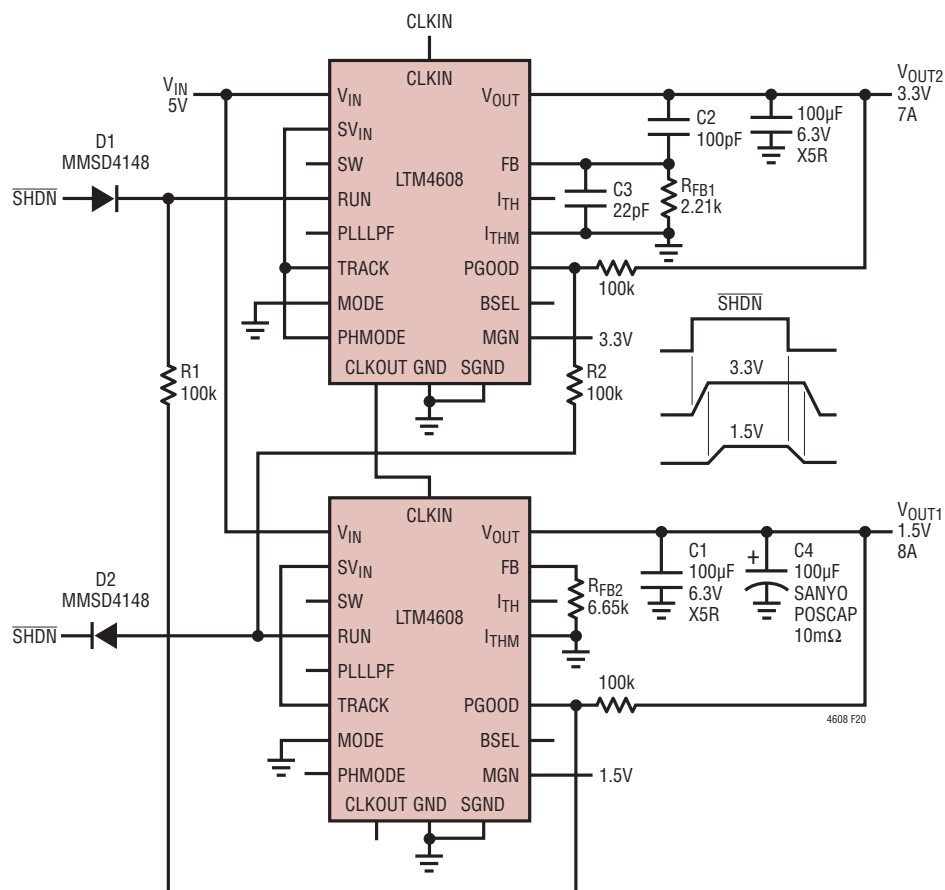 CLKIN
V_IN
5V
D1
MMSD4148
SHDN
R1
100k
CLKIN
V_IN
SV_IN
SW
RUN
PLLLPF
TRACK
MODE
PHMODE
LTM4608
V_OUT
FB
I_TH
I_THM
PGOOD
BSEL
MGN
CLKOUT GND SGND
C2
100pF
C3
22pF
R_FB1
2.21k
100µF
6.3V
X5R
V_OUT2
3.3V
7A
100k
3.3V
R2
100k
SHDN
3.3V
1.5V
D2
MMSD4148
SHDN
CLKIN
V_IN
SV_IN
SW
RUN
PLLLPF
TRACK
MODE
PHMODE
LTM4608
V_OUT
FB
I_TH
I_THM
PGOOD
BSEL
MGN
CLKOUT GND SGND
R_FB2
6.65k
C1
100µF
6.3V
X5R
+
C4
100µF
SANYO
POSCAP
10mΩ
V_OUT1
1.5V
8A
100k
1.5V
4608 F20